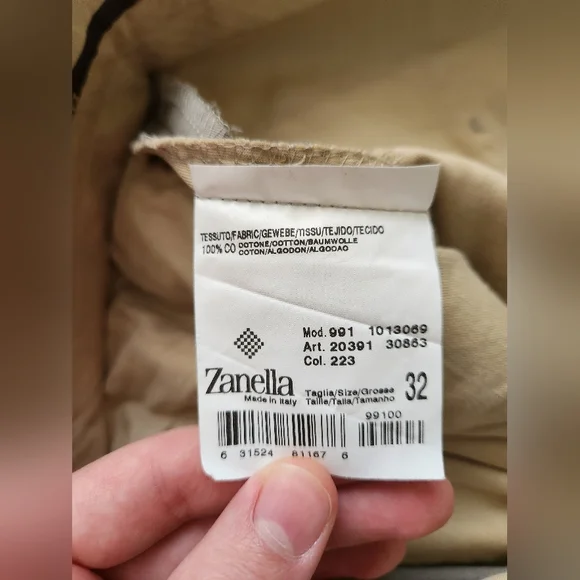 TESSUTO/FABRIC/GEWEBE/TISSU/TEJIDO/TECIDO
100% CO COTONE/COTTON/BAUMWOLLE
COTON/ALGODON/ALGODAO
Mod. 991 1013069
Art. 20391 30863
Col. 223
Zanella
Made in Italy
Taglia/Size/Grosse
Taille/Talla/Tamanho
32
99100
6 31524 81167 6